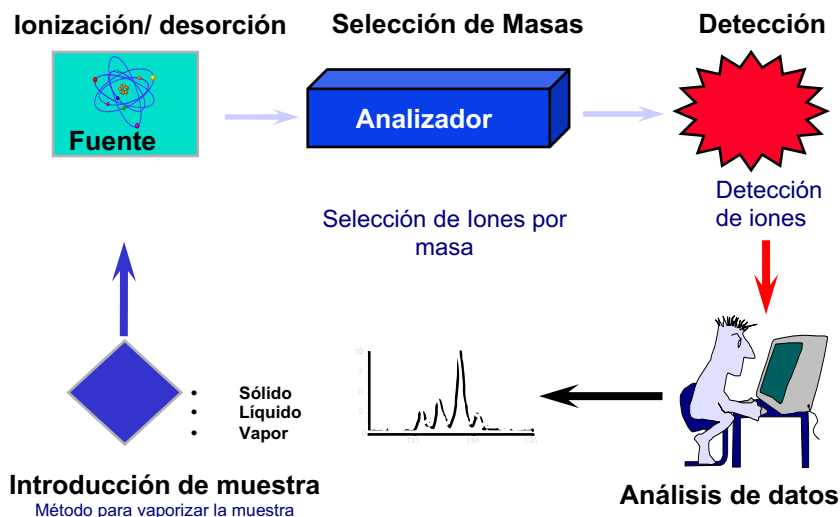 Ionización/ desorción
Selección de Masas
Detección
Fuente
Analizador
Selección de Iones por
masa
Detección
de iones
• Sólido
• Líquido
• Vapor
Introducción de muestra
Método para vaporizar la muestra
Análisis de datos